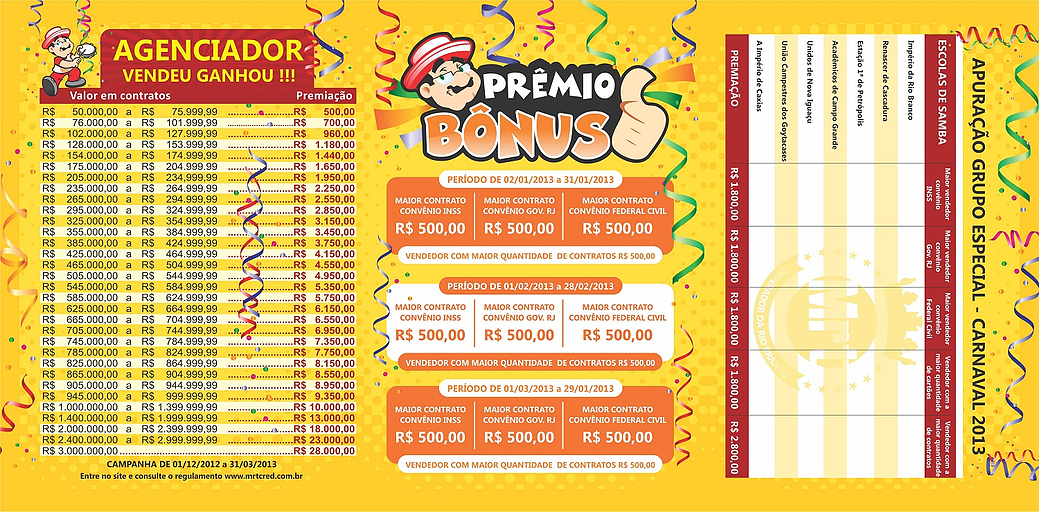 AGENCIADOR
VENDEU GANHOU !!!
Valor em contratos Premiação
R$ 50.000,00 a R$ 75.999,99 R$ 500,00
R$ 76.000,00 a R$ 101.999,99 R$ 700,00
R$ 102.000,00 a R$ 127.999,99 R$ 960,00
R$ 128.000,00 a R$ 153.999,99 R$ 1.180,00
R$ 154.000,00 a R$ 174.999,99 R$ 1.440,00
R$ 175.000,00 a R$ 204.999,99 R$ 1.650,00
R$ 205.000,00 a R$ 234.999,99 R$ 1.950,00
R$ 235.000,00 a R$ 264.999,99 R$ 2.250,00
R$ 265.000,00 a R$ 294.999,99 R$ 2.550,00
R$ 295.000,00 a R$ 324.999,99 R$ 2.850,00
R$ 325.000,00 a R$ 354.999,99 R$ 3.150,00
R$ 355.000,00 a R$ 384.999,99 R$ 3.450,00
R$ 385.000,00 a R$ 424.999,99 R$ 3.750,00
R$ 425.000,00 a R$ 464.999,99 R$ 4.150,00
R$ 465.000,00 a R$ 504.999,99 R$ 4.550,00
R$ 505.000,00 a R$ 544.999,99 R$ 4.950,00
R$ 545.000,00 a R$ 584.999,99 R$ 5.350,00
R$ 585.000,00 a R$ 624.999,99 R$ 5.750,00
R$ 625.000,00 a R$ 664.999,99 R$ 6.150,00
R$ 665.000,00 a R$ 704.999,99 R$ 6.550,00
R$ 705.000,00 a R$ 744.999,99 R$ 6.950,00
R$ 745.000,00 a R$ 784.999,99 R$ 7.350,00
R$ 785.000,00 a R$ 824.999,99 R$ 7.750,00
R$ 825.000,00 a R$ 864.999,99 R$ 8.150,00
R$ 865.000,00 a R$ 904.999,99 R$ 8.550,00
R$ 905.000,00 a R$ 944.999,99 R$ 8.950,00
R$ 945.000,00 a R$ 999.999,99 R$ 9.350,00
R$ 1.000.000,00 a R$ 1.399.999,99 R$ 10.000,00
R$ 1.400.000,00 a R$ 1.999.999,99 R$ 13.000,00
R$ 2.000.000,00 a R$ 2.399.999,99 R$ 18.000,00
R$ 2.400.000,00 a R$ 2.999.999,99 R$ 23.000,00
R$ 3.000.000,00 R$ 28.000,00
CAMPANHA DE 01/12/2012 a 31/03/2013
Entre no site e consulte o regulamento www.mrtcred.com.br
PRÊMIO
BÔNUS
PERÍODO DE 02/01/2013 a 31/01/2013
MAIOR CONTRATO MAIOR CONTRATO MAIOR CONTRATO
CONVÊNIO INSS CONVÊNIO GOV. RJ CONVÊNIO FEDERAL CIVIL
R$ 500,00 R$ 500,00 R$ 500,00
VENDEDOR COM MAIOR QUANTIDADE DE CONTRATOS R$ 500,00
PERÍODO DE 01/02/2013 a 28/02/2013
MAIOR CONTRATO MAIOR CONTRATO MAIOR CONTRATO
CONVÊNIO INSS CONVÊNIO GOV. RJ CONVÊNIO FEDERAL CIVIL
R$ 500,00 R$ 500,00 R$ 500,00
VENDEDOR COM MAIOR QUANTIDADE DE CONTRATOS R$ 500,00
PERÍODO DE 01/03/2013 a 29/01/2013
MAIOR CONTRATO MAIOR CONTRATO MAIOR CONTRATO
CONVÊNIO INSS CONVÊNIO GOV. RJ CONVÊNIO FEDERAL CIVIL
R$ 500,00 R$ 500,00 R$ 500,00
VENDEDOR COM MAIOR QUANTIDADE DE CONTRATOS R$ 500,00
APURAÇÃO GRUPO ESPECIAL - CARNAVAL 2013
ESCOLAS DE SAMBA
Maior vendedor
convênio
INSS
Maior vendedor
convênio
Gov. RJ
Maior vendedor
convênio
Federal Civil
Vendedor com a
maior quantidade
de cartões
Vendedor com a
maior quantidade
de contratos
Império da Rio Branco
Renascer de Cascadura
Estação 1ª de Petrópolis
Acadêmicos de Campo Grande
Unidos de Nova Iguaçu
União Campestres dos Goytacases
A Império de Caxias
PREMIAÇÃO R$ 1.800,00 R$ 1.800,00 R$ 1.800,00 R$ 1.800,00 R$ 2.800,00